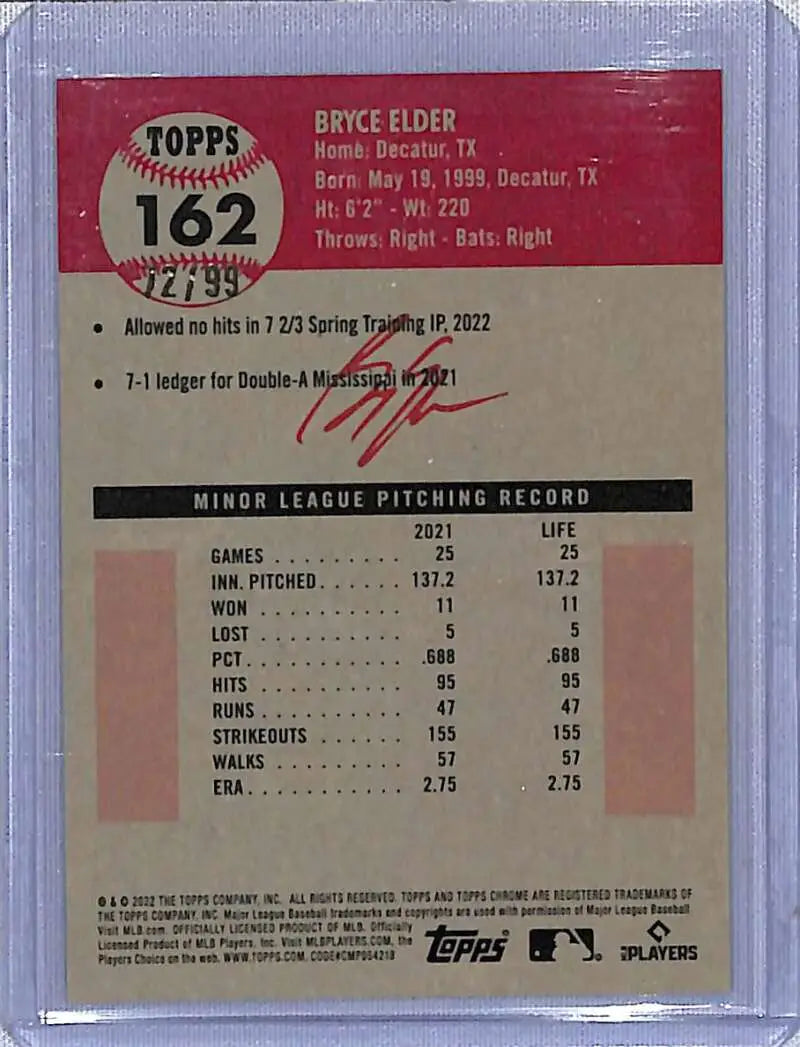 TOPPS
162
72/99
BRYCE ELDER
Home: Decatur, TX
Born: May 19, 1999, Decatur, TX
Ht: 6'2" - Wt: 220
Throws: Right - Bats: Right
• Allowed no hits in 7 2/3 Spring Training IP, 2022
• 7-1 ledger for Double-A Mississippi in 2021
MINOR LEAGUE PITCHING RECORD
2021 LIFE
GAMES . . . . . . . . . 25 25
INN. PITCHED. . . . . . 137.2 137.2
WON . . . . . . . . . . 11 11
LOST . . . . . . . . . . 5 5
PCT. . . . . . . . . . . .688 .688
HITS . . . . . . . . . . 95 95
RUNS . . . . . . . . . . 47 47
STRIKEOUTS . . . . . . 155 155
WALKS . . . . . . . . . 57 57
ERA. . . . . . . . . . . 2.75 2.75
® & © 2022 THE TOPPS COMPANY, INC. ALL RIGHTS RESERVED. TOPPS AND TOPPS CHROME ARE REGISTERED TRADEMARKS OF
THE TOPPS COMPANY, INC. Major League Baseball trademarks and copyrights are used with permission of Major League Baseball
Visit MLB.com. OFFICIALLY LICENSED PRODUCT OF MLB. Officially
Licensed Product of MLB Players, Inc. Visit MLBPLAYERS.COM, the
Players Choice on the web. WWW.TOPPS.COM. CODE#CMP054218
Topps
MLB PLAYERS